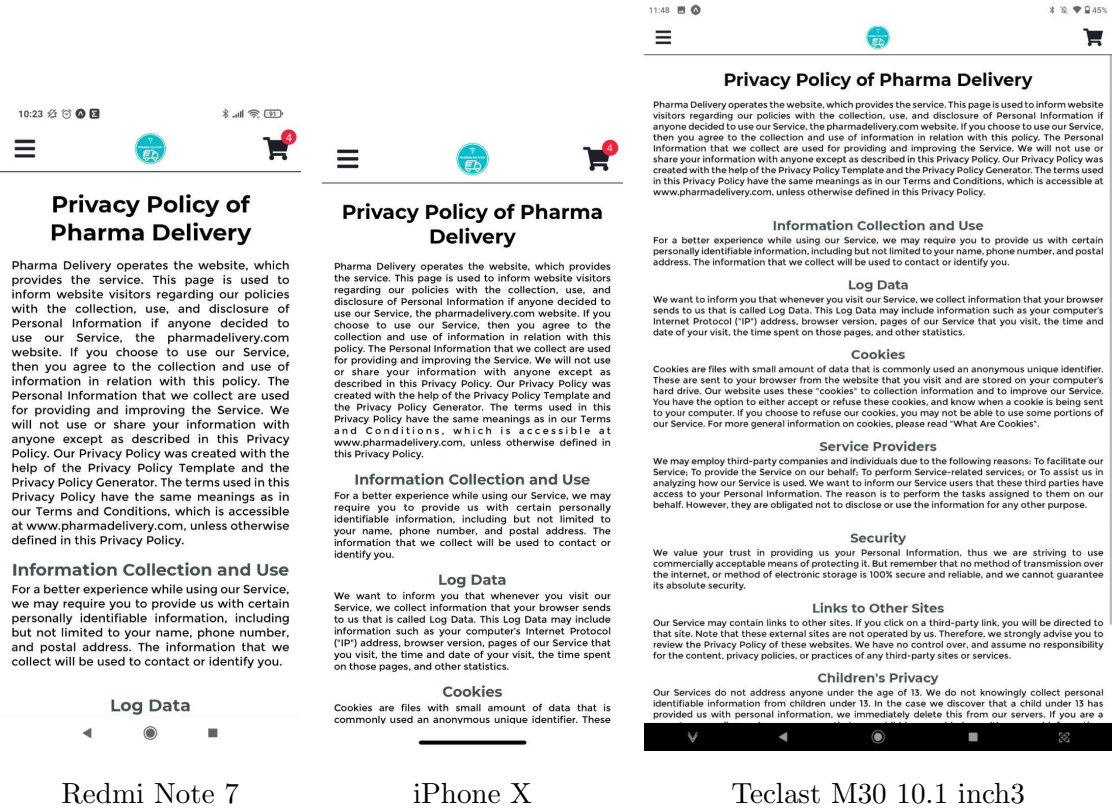 10:23
91
4
Privacy Policy of
Pharma Delivery
Pharma Delivery operates the website, which
provides the service. This page is used to
inform website visitors regarding our policies
with the collection, use, and disclosure of
Personal Information if anyone decided to
use our Service, the pharmadelivery.com
website. If you choose to use our Service,
then you agree to the collection and use of
information in relation with this policy. The
Personal Information that we collect are used
for providing and improving the Service. We
will not use or share your information with
anyone except as described in this Privacy
Policy. Our Privacy Policy was created with the
help of the Privacy Policy Template and the
Privacy Policy Generator. The terms used in this
Privacy Policy have the same meanings as in
our Terms and Conditions, which is accessible
at www.pharmadelivery.com, unless otherwise
defined in this Privacy Policy.
Information Collection and Use
For a better experience while using our Service,
we may require you to provide us with certain
personally identifiable information, including
but not limited to your name, phone number,
and postal address. The information that we
collect will be used to contact or identify you.
Log Data
Redmi Note 7
4
Privacy Policy of Pharma
Delivery
Pharma Delivery operates the website, which provides
the service. This page is used to inform website visitors
regarding our policies with the collection, use, and
disclosure of Personal Information if anyone decided to
use our Service, the pharmadelivery.com website. If you
choose to use our Service, then you agree to the
collection and use of information in relation with this
policy. The Personal Information that we collect are used
for providing and improving the Service. We will not use
or share your information with anyone except as
described in this Privacy Policy. Our Privacy Policy was
created with the help of the Privacy Policy Template and
the Privacy Policy Generator. The terms used in this
Privacy Policy have the same meanings as in our Terms
and Conditions, which is accessible at
www.pharmadelivery.com, unless otherwise defined in
this Privacy Policy.
Information Collection and Use
For a better experience while using our Service, we may
require you to provide us with certain personally
identifiable information, including but not limited to
your name, phone number, and postal address. The
information that we collect will be used to contact or
identify you.
Log Data
We want to inform you that whenever you visit our
Service, we collect information that your browser sends
to us that is called Log Data. This Log Data may include
information such as your computer's Internet Protocol
("IP") address, browser version, pages of our Service that
you visit, the time and date of your visit, the time spent
on those pages, and other statistics.
Cookies
Cookies are files with small amount of data that is
commonly used an anonymous unique identifier. These
iPhone X
11:48
45%
Privacy Policy of Pharma Delivery
Pharma Delivery operates the website, which provides the service. This page is used to inform website
visitors regarding our policies with the collection, use, and disclosure of Personal Information if
anyone decided to use our Service, the pharmadelivery.com website. If you choose to use our Service,
then you agree to the collection and use of information in relation with this policy. The Personal
Information that we collect are used for providing and improving the Service. We will not use or
share your information with anyone except as described in this Privacy Policy. Our Privacy Policy was
created with the help of the Privacy Policy Template and the Privacy Policy Generator. The terms used
in this Privacy Policy have the same meanings as in our Terms and Conditions, which is accessible at
www.pharmadelivery.com, unless otherwise defined in this Privacy Policy.
Information Collection and Use
For a better experience while using our Service, we may require you to provide us with certain
personally identifiable information, including but not limited to your name, phone number, and postal
address. The information that we collect will be used to contact or identify you.
Log Data
We want to inform you that whenever you visit our Service, we collect information that your browser
sends to us that is called Log Data. This Log Data may include information such as your computer's
Internet Protocol ("IP") address, browser version, pages of our Service that you visit, the time and
date of your visit, the time spent on those pages, and other statistics.
Cookies
Cookies are files with small amount of data that is commonly used an anonymous unique identifier.
These are sent to your browser from the website that you visit and are stored on your computer's
hard drive. Our website uses these "cookies" to collection information and to improve our Service.
You have the option to either accept or refuse these cookies, and know when a cookie is being sent
to your computer. If you choose to refuse our cookies, you may not be able to use some portions of
our Service. For more general information on cookies, please read "What Are Cookies".
Service Providers
We may employ third-party companies and individuals due to the following reasons: To facilitate our
Service; To provide the Service on our behalf; To perform Service-related services; or To assist us in
analyzing how our Service is used. We want to inform our Service users that these third parties have
access to your Personal Information. The reason is to perform the tasks assigned to them on our
behalf. However, they are obligated not to disclose or use the information for any other purpose.
Security
We value your trust in providing us your Personal Information, thus we are striving to use
commercially acceptable means of protecting it. But remember that no method of transmission over
the internet, or method of electronic storage is 100% secure and reliable, and we cannot guarantee
its absolute security.
Links to Other Sites
Our Service may contain links to other sites. If you click on a third-party link, you will be directed to
that site. Note that these external sites are not operated by us. Therefore, we strongly advise you to
review the Privacy Policy of these websites. We have no control over, and assume no responsibility
for the content, privacy policies, or practices of any third-party sites or services.
Children's Privacy
Our Services do not address anyone under the age of 13. We do not knowingly collect personal
identifiable information from children under 13. In the case we discover that a child under 13 has
provided us with personal information, we immediately delete this from our servers. If you are a
Teclast M30 10.1 inch3